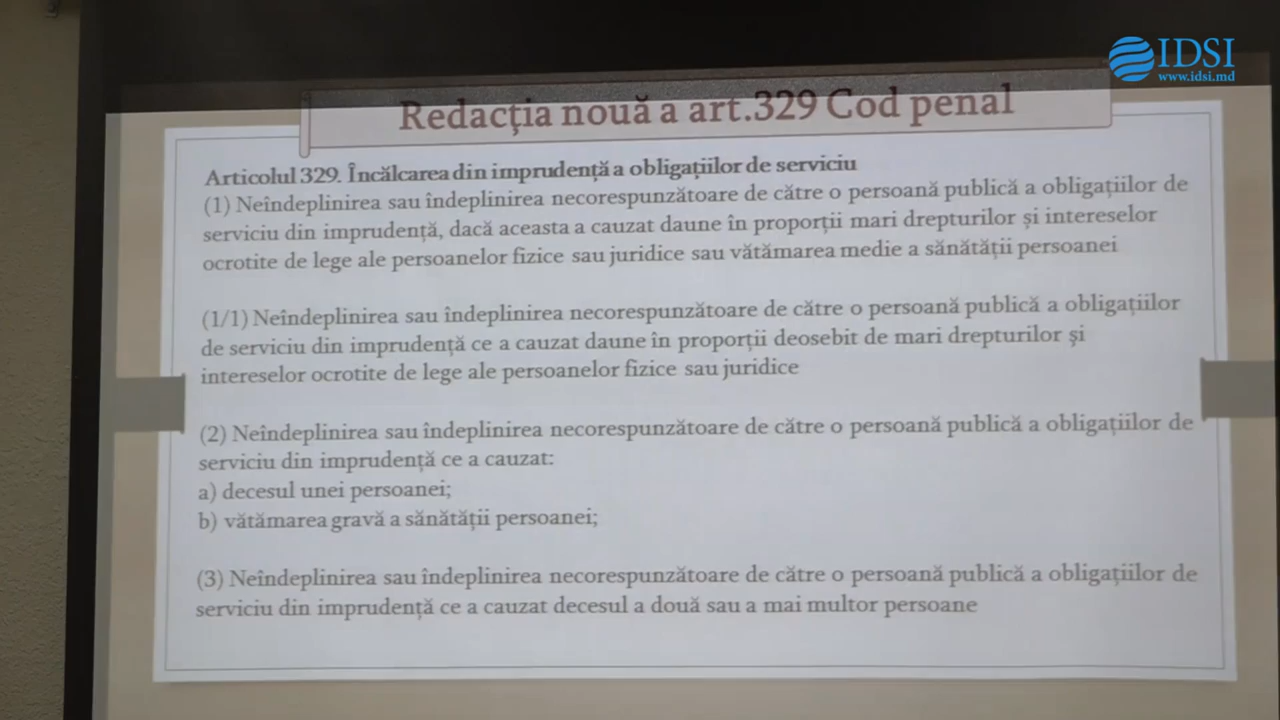 IDSI
www.idsi.md
Redacția nouă a art.329 Cod penal
Articolul 329. Încălcarea din imprudență a obligațiilor de serviciu
(1) Neîndeplinirea sau îndeplinirea necorespunzătoare de către o persoană publică a obligațiilor de
serviciu din imprudență, dacă aceasta a cauzat daune în proporții mari drepturilor și intereselor
ocrotite de lege ale persoanelor fizice sau juridice sau vătămarea medie a sănătății persoanei
(1/1) Neîndeplinirea sau îndeplinirea necorespunzătoare de către o persoană publică a obligațiilor
de serviciu din imprudență ce a cauzat daune în proporții deosebit de mari drepturilor și
intereselor ocrotite de lege ale persoanelor fizice sau juridice
(2) Neîndeplinirea sau îndeplinirea necorespunzătoare de către o persoană publică a obligațiilor de
serviciu din imprudență ce a cauzat:
a) decesul unei persoanei;
b) vătămarea gravă a sănătății persoanei;
(3) Neîndeplinirea sau îndeplinirea necorespunzătoare de către o persoană publică a obligațiilor de
serviciu din imprudență ce a cauzat decesul a două sau a mai multor persoane